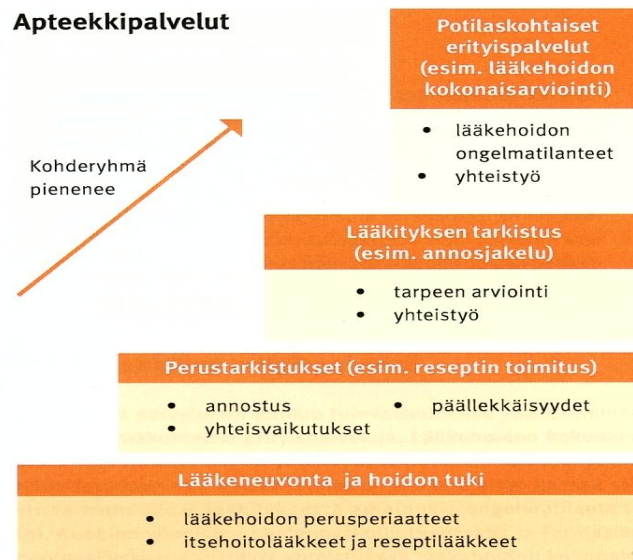 Apteekkipalvelut
Potilaskohtaiset
erityispalvelut
(esim. lääkehoidon
kokonaisarviointi)
• lääkehoidon
ongelmatilanteet
• yhteistyö
Kohderyhmä
pienenee
Lääkityksen tarkistus
(esim. annosjakelu)
• tarpeen arviointi
• yhteistyö
Perustarkistukset (esim. reseptin toimitus)
• annostus
• yhteisvaikutukset
• päällekkäisyydet
Lääkeneuvonta ja hoidon tuki
• lääkehoidon perusperiaatteet
• itsehoitolääkkeet ja reseptilääkkeet